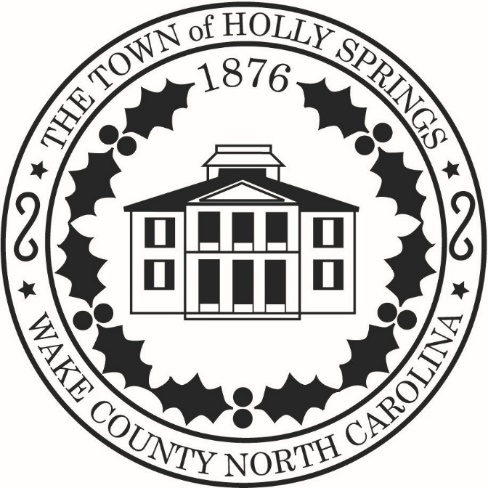 THE TOWN of HOLLY SPRINGS
1876
WAKE COUNTY NORTH CAROLINA